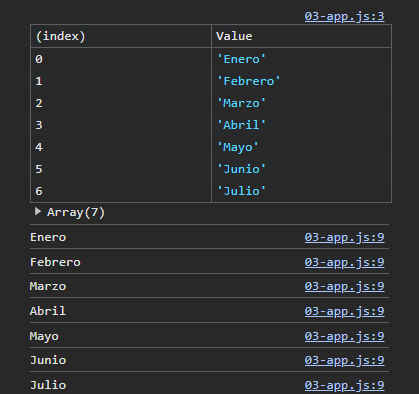 03-app.js:3
(index) Value
0 'Enero'
1 'Febrero'
2 'Marzo'
3 'Abril'
4 'Mayo'
5 'Junio'
6 'Julio'
▶ Array(7)
Enero 03-app.js:9
Febrero 03-app.js:9
Marzo 03-app.js:9
Abril 03-app.js:9
Mayo 03-app.js:9
Junio 03-app.js:9
Julio 03-app.js:9